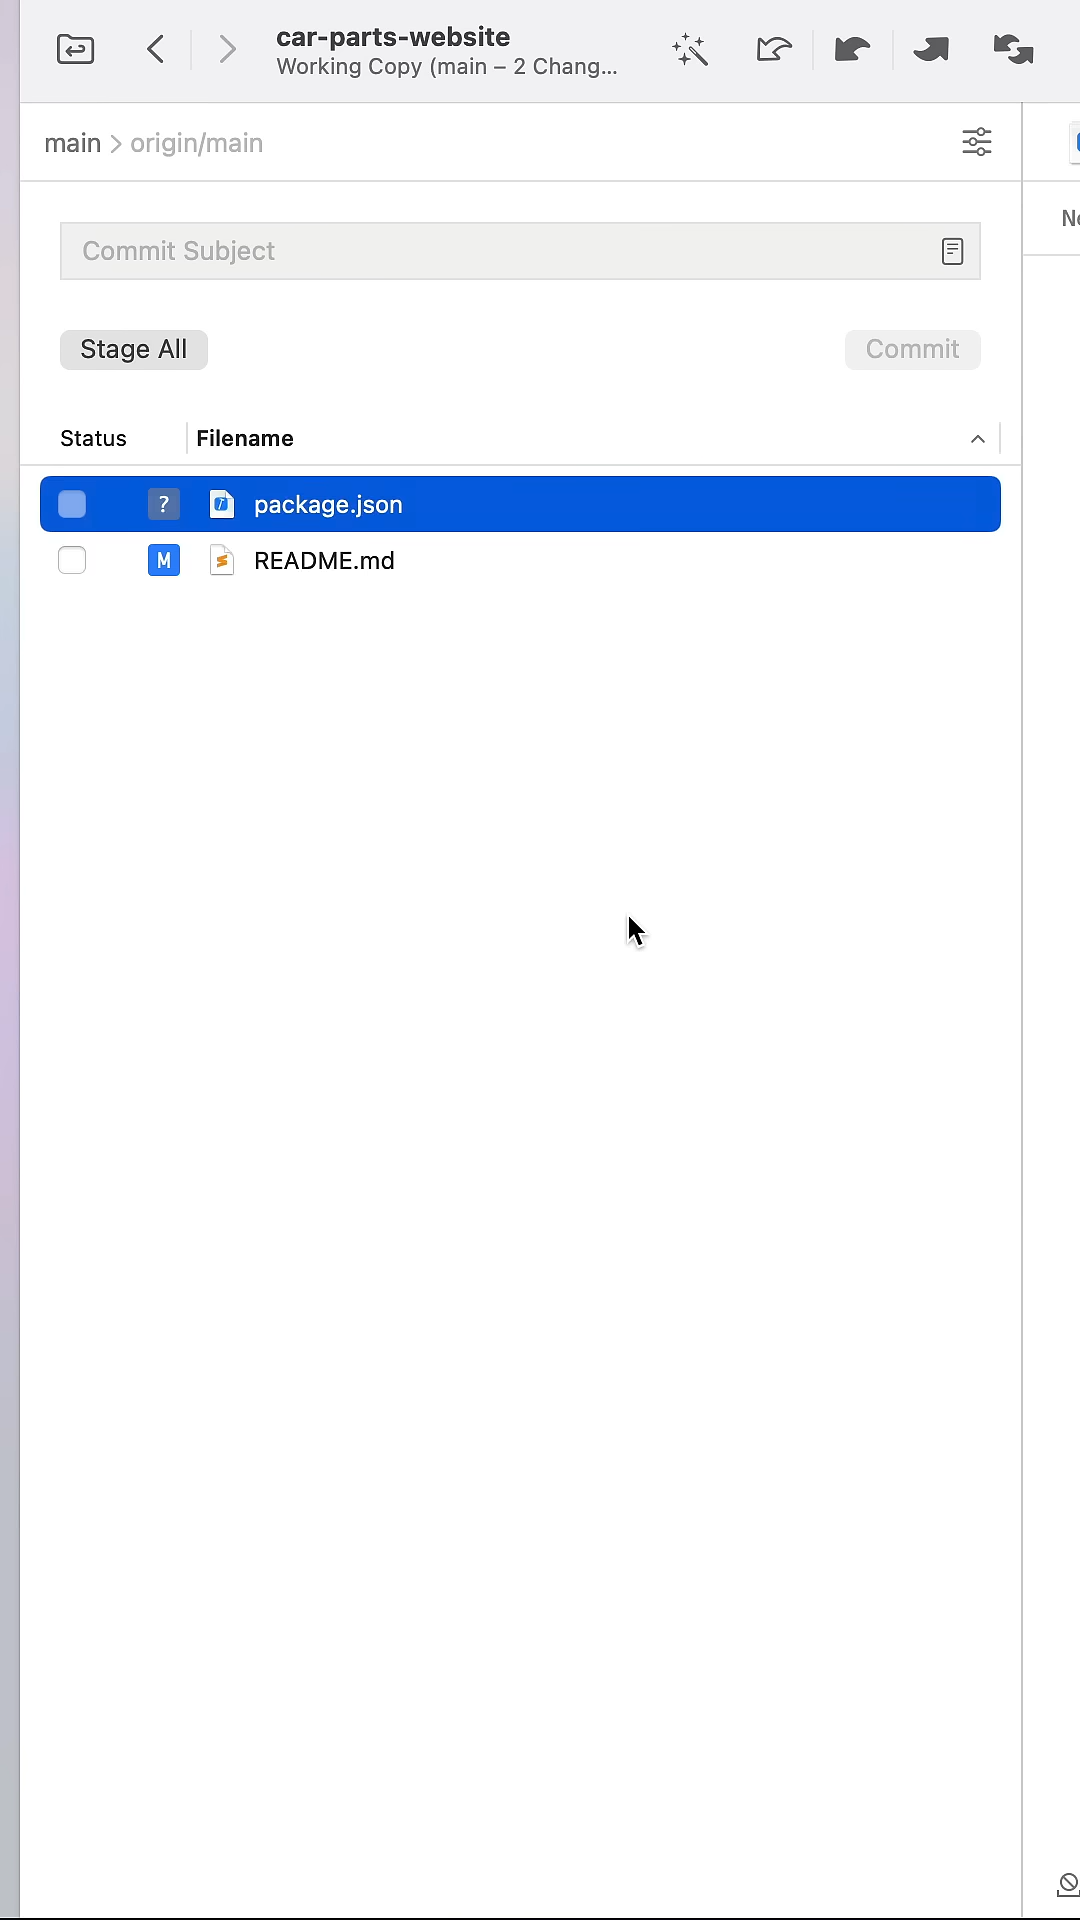 car-parts-website
Working Copy (main – 2 Chang...
main > origin/main
Commit Subject
Stage All
Commit
Status
Filename
? package.json
M README.md